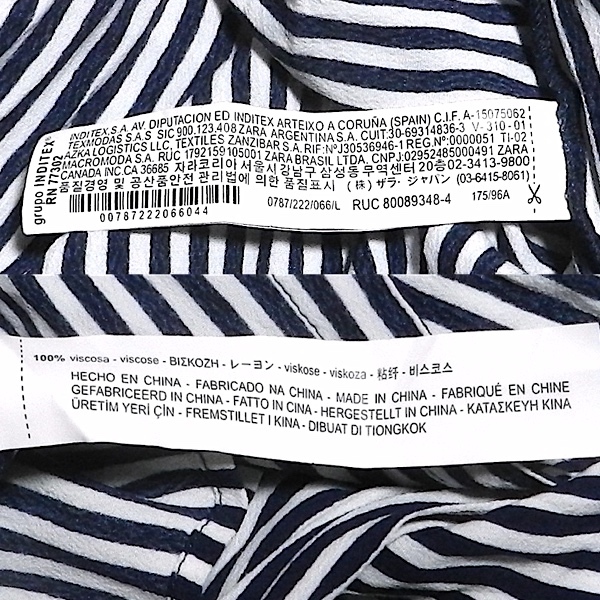 grupo INDITEX®
RN 77302
INDITEX,S.A. AV. DIPUTACION ED INDITEX ARTEIXO A CORUÑA (SPAIN) C.I.F. A-15075062
TEXMODAS S.A.S SIC 900.123.408 ZARA ARGENTINA S.A. CUIT:30-69314836-3 V-310-01
AZKA LOGISTICS LLC, TEXTILES ZANZIBAR S.A. RIF:Nº J30536946-1 REG.Nº:0000051 TI-02
MACROMODA S.A. RUC 1792159105001 ZARA BRASIL LTDA, CNPJ:02952485000491 ZARA
CANADA INC.CA 36685 자라코리아 서울시강남구 삼성동무역센터 20층 02-3413-9800
품질경영 및 공산품안전 관리법에 의한 품질표시 (株) ザラ・ジャパン (03-6415-8061)
00787222066044 0787/222/066/L RUC 80089348-4 175/96A
100% viscosa - viscose - ΒΙΣΚΟΖΗ - レーヨン - viskose - viskoza - 粘纤 - 비스코스
HECHO EN CHINA - FABRICADO NA CHINA - MADE IN CHINA - FABRIQUÉ EN CHINE
GEFABRICEERD IN CHINA - FATTO IN CINA - HERGESTELLT IN CHINA - ΚΑΤΑΣΚΕΥΗ ΚΙΝΑ
ÜRETİM YERİ ÇİN - FREMSTILLET I KINA - DIBUAT DI TIONGKOK